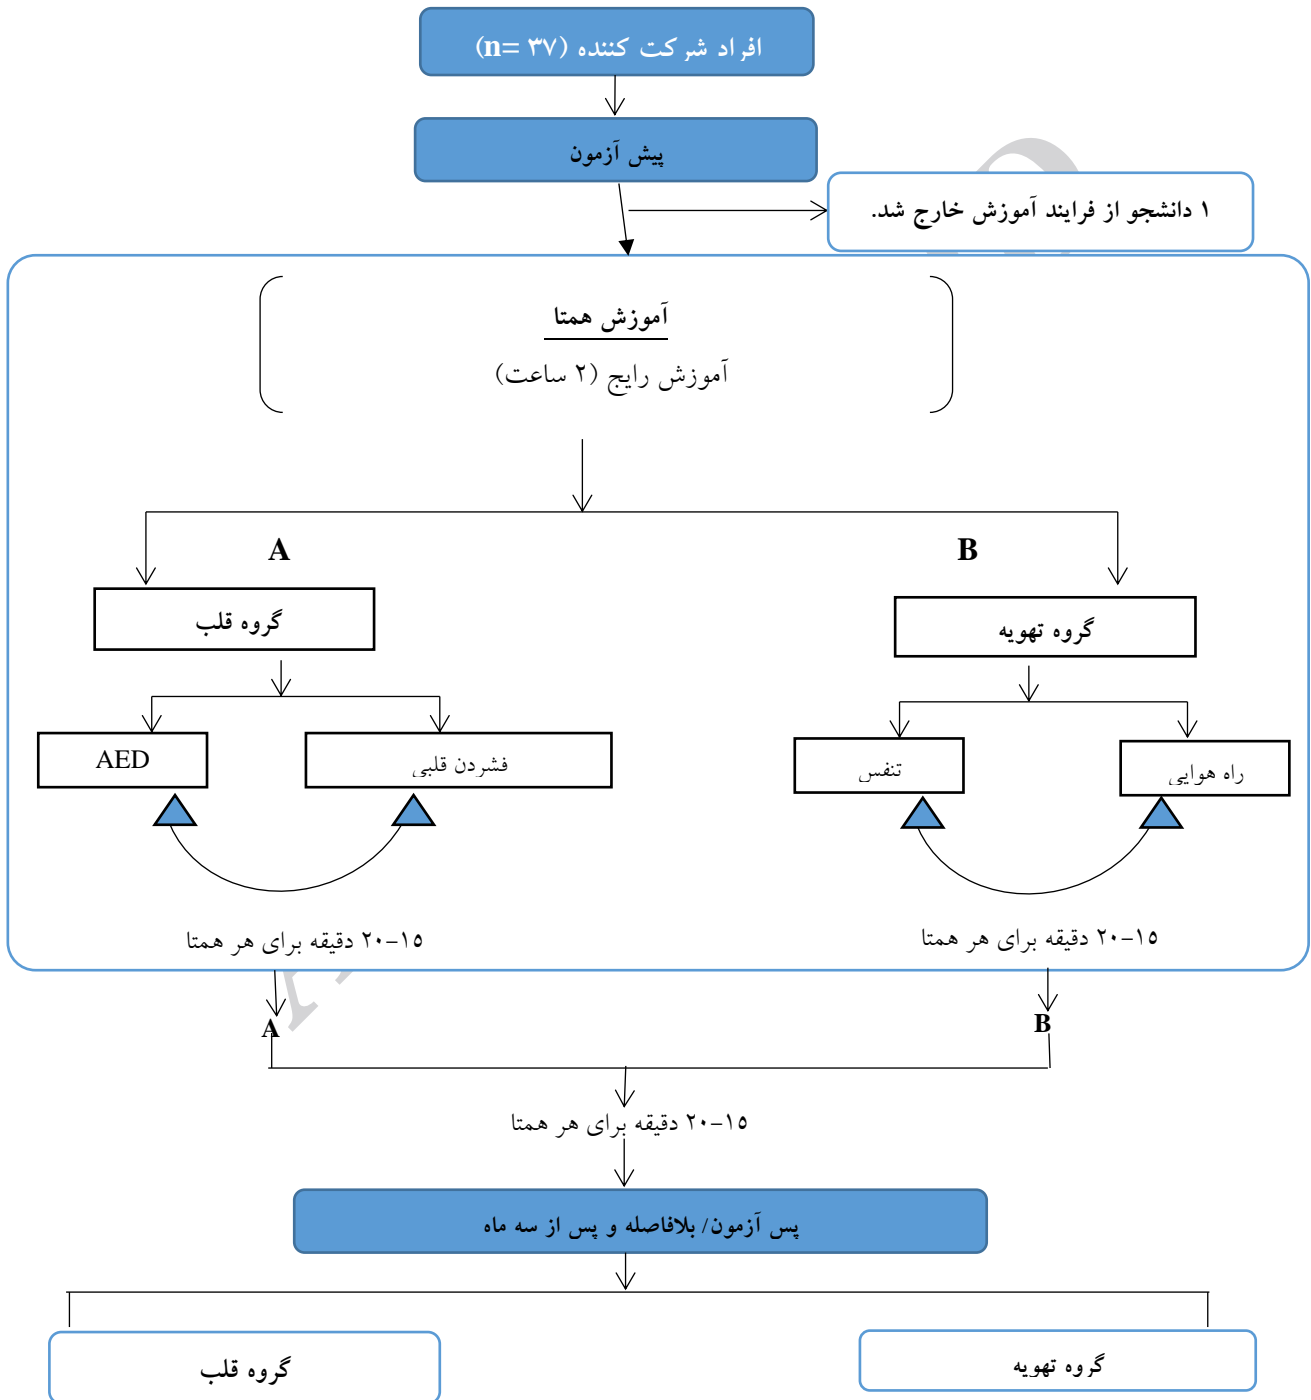 افراد شرکت کننده (n= ۳۷)
پیش آزمون
۱ دانشجو از فرایند آموزش خارج شد.
آموزش همتا
آموزش رایج (۲ ساعت)
B
A
گروه تهویه
گروه قلب
راه هوایی
تنفس
فشردن قلبی
AED
۱۵-۲۰ دقیقه برای هر همتا
۱۵-۲۰ دقیقه برای هر همتا
B
A
۱۵-۲۰ دقیقه برای هر همتا
پس آزمون/ بلافاصله و پس از سه ماه
گروه تهویه
گروه قلب